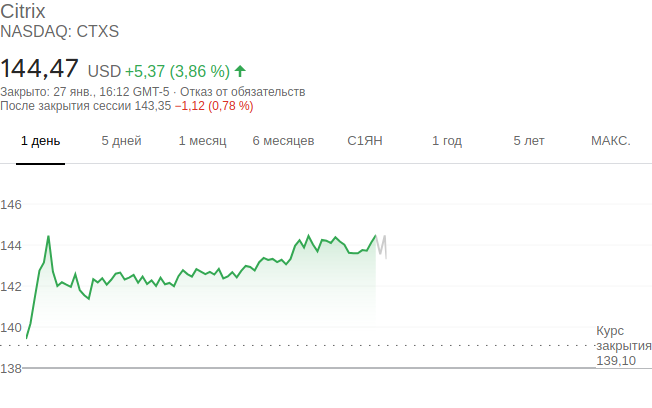 Citrix
NASDAQ: CTXS
144,47 USD +5,37 (3,86 %)
Закрыто: 27 янв., 16:12 GMT-5 · Отказ от обязательств
После закрытия сессии 143,35 −1,12 (0,78 %)
1 день 5 дней 1 месяц 6 месяцев С1ЯН 1 год 5 лет МАКС.
146
144
142
140
138
Курс
закрытия
139,10